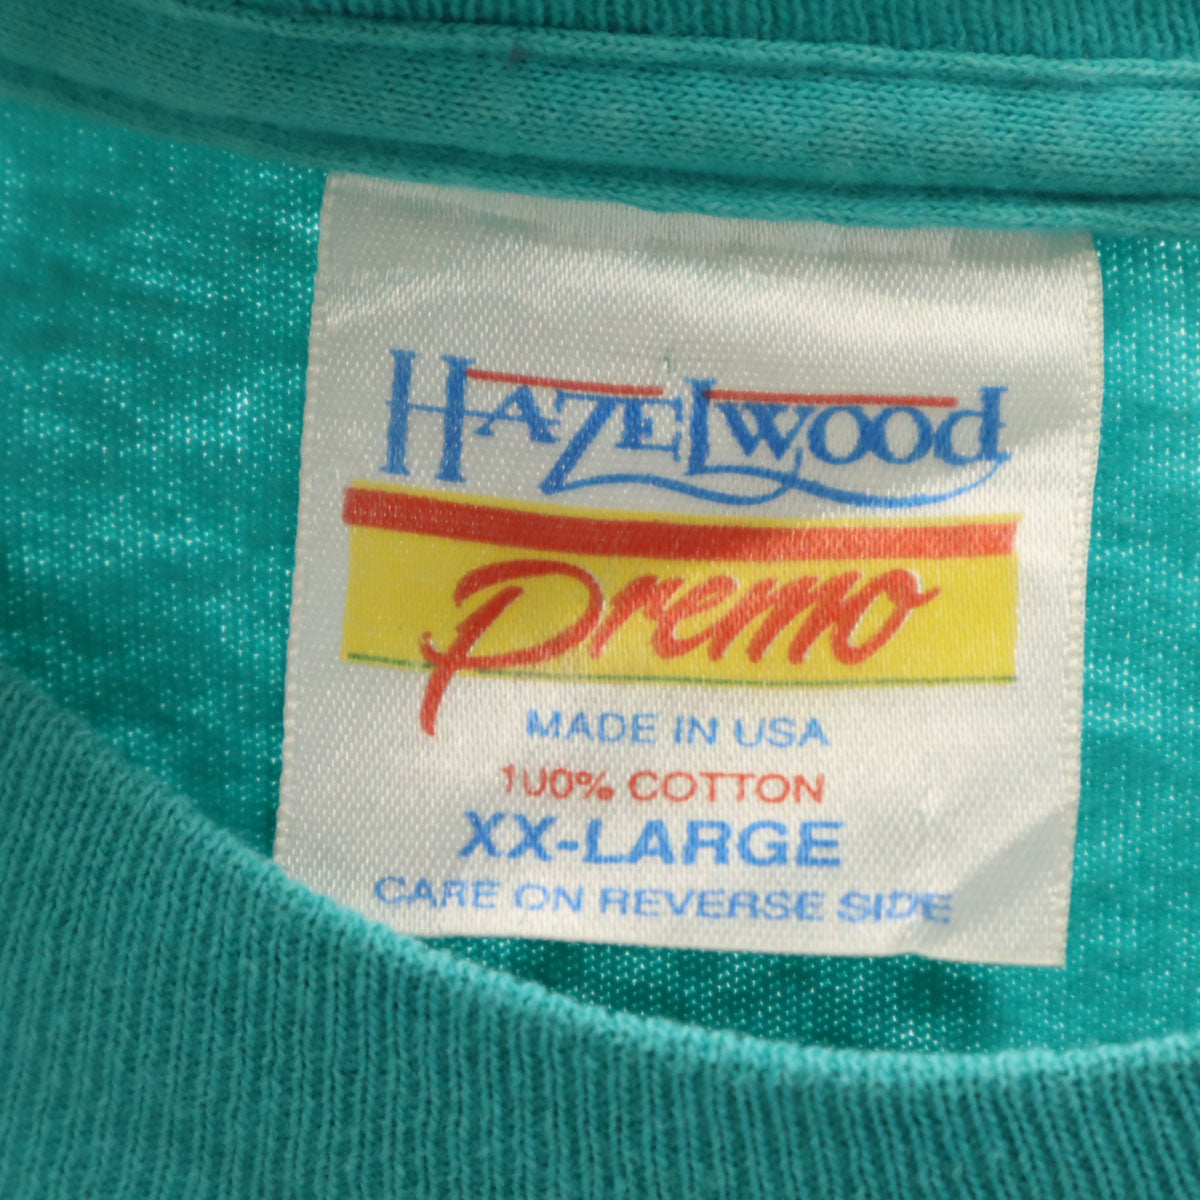 HAZELWOOD
Premo
MADE IN USA
100% COTTON
XX-LARGE
CARE ON REVERSE SIDE